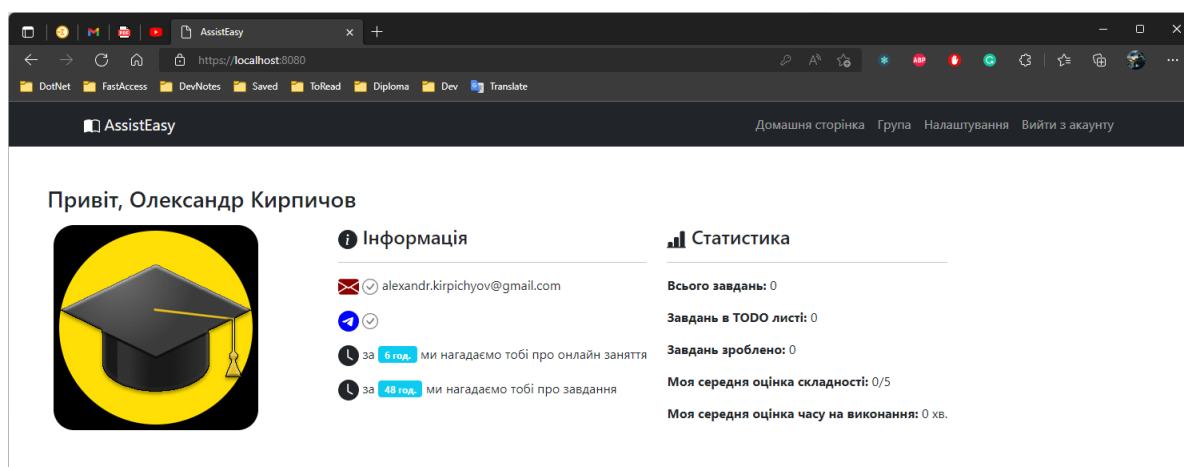 AssistEasy
https://localhost:8080
DotNet FastAccess DevNotes Saved ToRead Diploma Dev Translate
AssistEasy Домашня сторінка Група Налаштування Вийти з акаунту
Привіт, Олександр Кирпичов
Інформація
alexandr.kirpichyov@gmail.com
за 6 год. ми нагадаємо тобі про онлайн заняття
за 48 год. ми нагадаємо тобі про завдання
Статистика
Всього завдань: 0
Завдань в TODO листі: 0
Завдань зроблено: 0
Моя середня оцінка складності: 0/5
Моя середня оцінка часу на виконання: 0 хв.